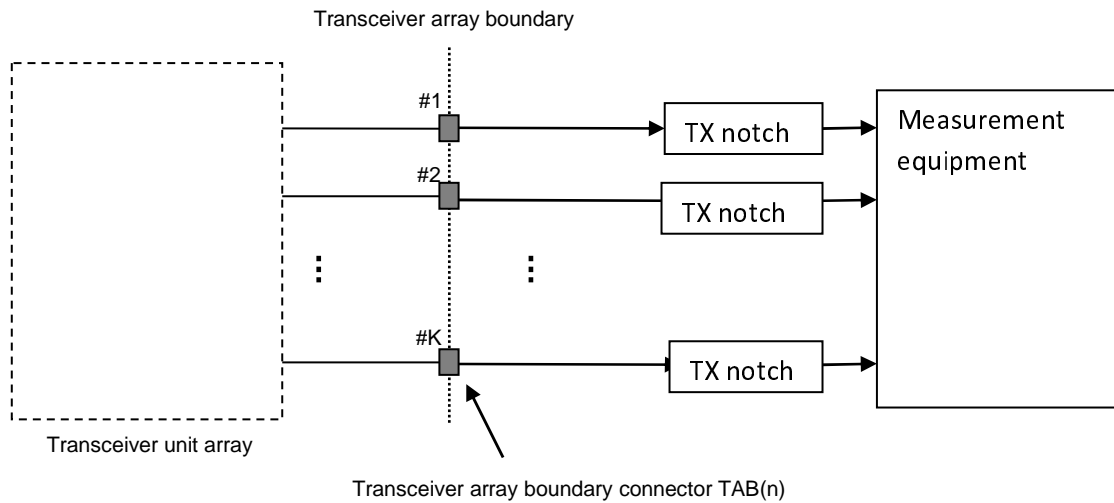 Transceiver array boundary
#1
TX notch
Measurement
equipment
#2
TX notch
#K
TX notch
Transceiver unit array
Transceiver array boundary connector TAB(n)